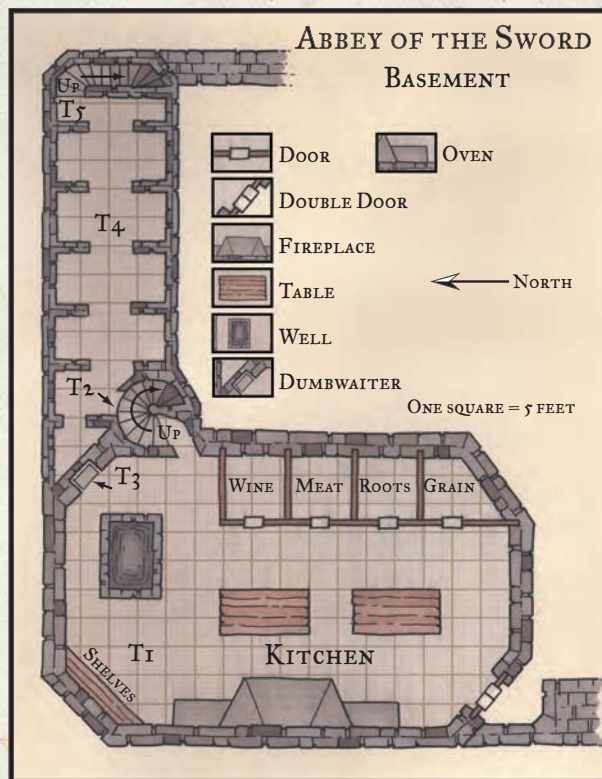 Abbey of the Sword
Basement
Up
T5
Door
Oven
Double Door
T4
Fireplace
North
Table
Well
T2
Dumbwaiter
Up
One square = 5 feet
T3
Wine
Meat
Roots
Grain
T1
Kitchen
Shelves